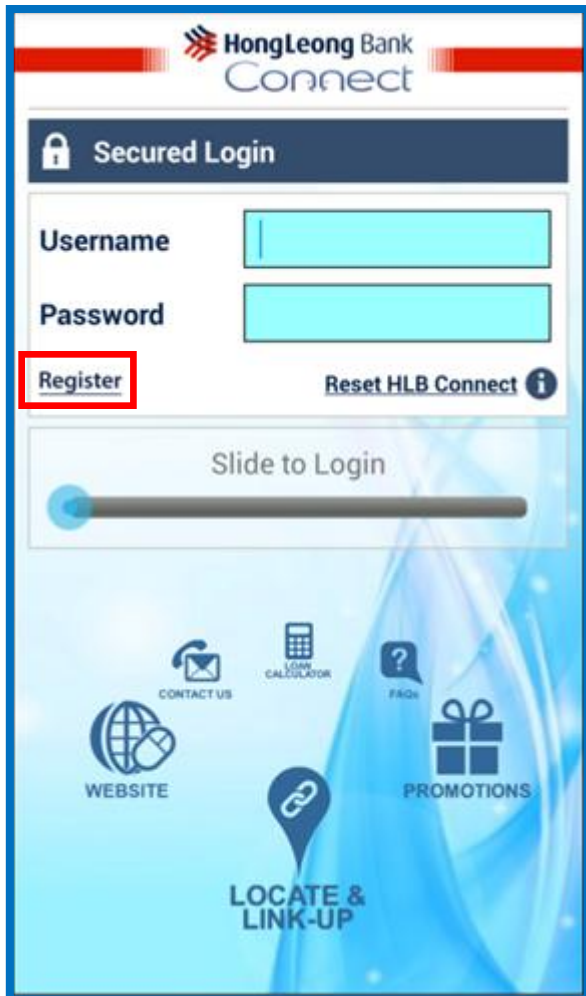 HongLeong Bank
Connect
Secured Login
Username
Password
Register
Reset HLB Connect i
Slide to Login
LOAN
CALCULATOR
CONTACT US
?
FAQs
WEBSITE
PROMOTIONS
LOCATE &
LINK-UP